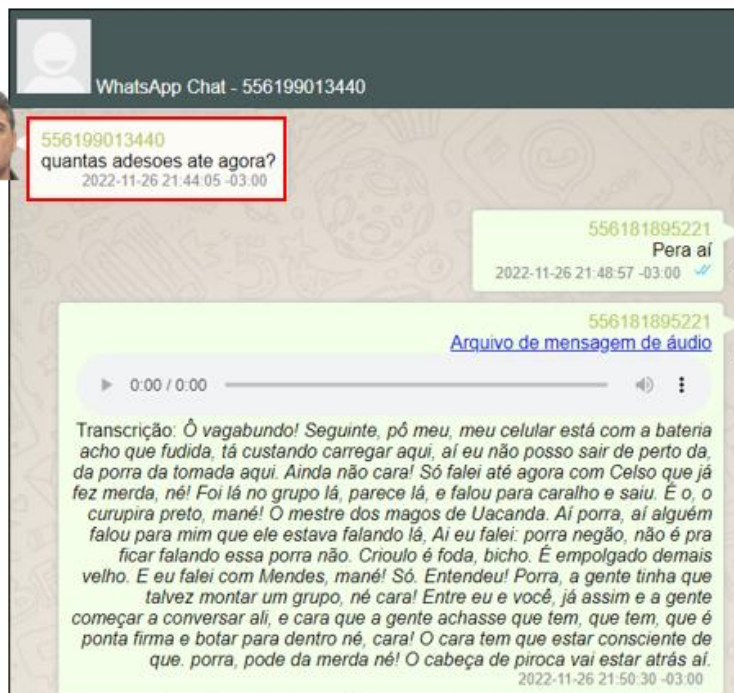 WhatsApp Chat - 556199013440
556199013440
quantas adesoes ate agora?
2022-11-26 21:44:05 -03:00
556181895221
Pera aí
2022-11-26 21:48:57 -03:00
556181895221
Arquivo de mensagem de áudio
0:00 / 0:00
Transcrição: Ô vagabundo! Seguinte, pô meu, meu celular está com a bateria
acho que fudida, tá custando carregar aqui, aí eu não posso sair de perto da,
da porra da tomada aqui. Ainda não cara! Só falei até agora com Celso que já
fez merda, né! Foi lá no grupo lá, parece lá, e falou para caralho e saiu. É o, o
curupira preto, mané! O mestre dos magos de Uacanda. Aí porra, aí alguém
falou para mim que ele estava falando lá, Ai eu falei: porra negão, não é pra
ficar falando essa porra não. Crioulo é foda, bicho. É empolgado demais
velho. E eu falei com Mendes, mané! Só. Entendeu! Porra, a gente tinha que
talvez montar um grupo, né cara! Entre eu e você, já assim e a gente
começar a conversar ali, e cara que a gente achasse que tem, que tem, que é
ponta firma e botar para dentro né, cara! O cara tem que estar consciente de
que. porra, pode da merda né! O cabeça de piroca vai estar atrás aí.
2022-11-26 21:50:30 -03:00